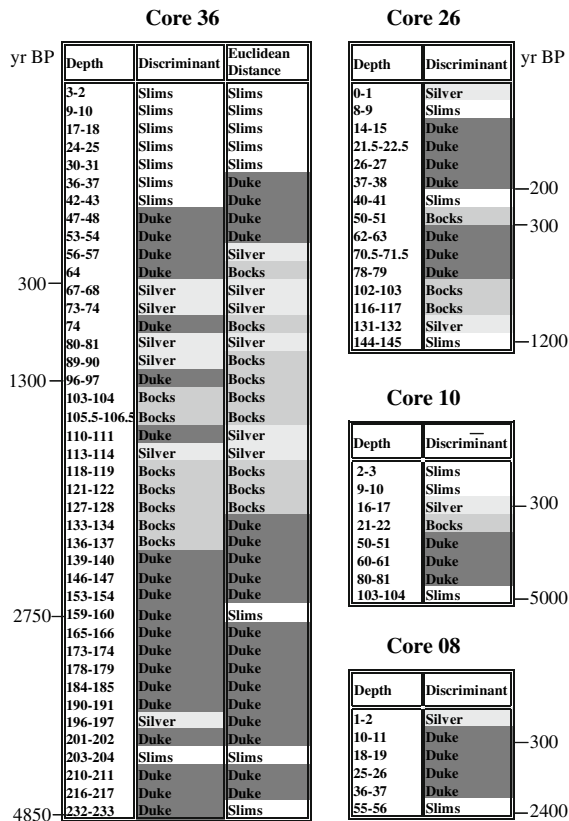 Core 36
yr BP
Depth Discriminant Euclidean Distance
3-2 Slims Slims
9-10 Slims Slims
17-18 Slims Slims
24-25 Slims Slims
30-31 Slims Slims
36-37 Slims Duke
42-43 Slims Duke
47-48 Duke Duke
53-54 Duke Duke
56-57 Duke Silver
64 Duke Bocks
300
67-68 Silver Silver
73-74 Silver Silver
74 Duke Bocks
80-81 Silver Silver
89-90 Silver Bocks
1300
96-97 Duke Bocks
103-104 Bocks Bocks
105.5-106.5 Bocks Bocks
110-111 Duke Silver
113-114 Silver Silver
118-119 Bocks Bocks
121-122 Bocks Bocks
127-128 Bocks Bocks
133-134 Bocks Duke
136-137 Bocks Duke
139-140 Duke Duke
146-147 Duke Duke
153-154 Duke Duke
2750
159-160 Duke Slims
165-166 Duke Duke
173-174 Duke Duke
178-179 Duke Duke
184-185 Duke Duke
190-191 Duke Duke
196-197 Silver Duke
201-202 Duke Duke
203-204 Slims Slims
210-211 Duke Duke
216-217 Duke Duke
4850
232-233 Duke Slims
Core 26
yr BP
Depth Discriminant
0-1 Silver
8-9 Slims
14-15 Duke
21.5-22.5 Duke
26-27 Duke
37-38 Duke
200
40-41 Slims
50-51 Bocks
300
62-63 Duke
70.5-71.5 Duke
78-79 Duke
102-103 Bocks
116-117 Bocks
131-132 Silver
144-145 Slims
1200
Core 10
Depth Discriminant
2-3 Slims
9-10 Slims
16-17 Silver
300
21-22 Bocks
50-51 Duke
60-61 Duke
80-81 Duke
103-104 Slims
5000
Core 08
Depth Discriminant
1-2 Silver
10-11 Duke
300
18-19 Duke
25-26 Duke
36-37 Duke
55-56 Slims
2400